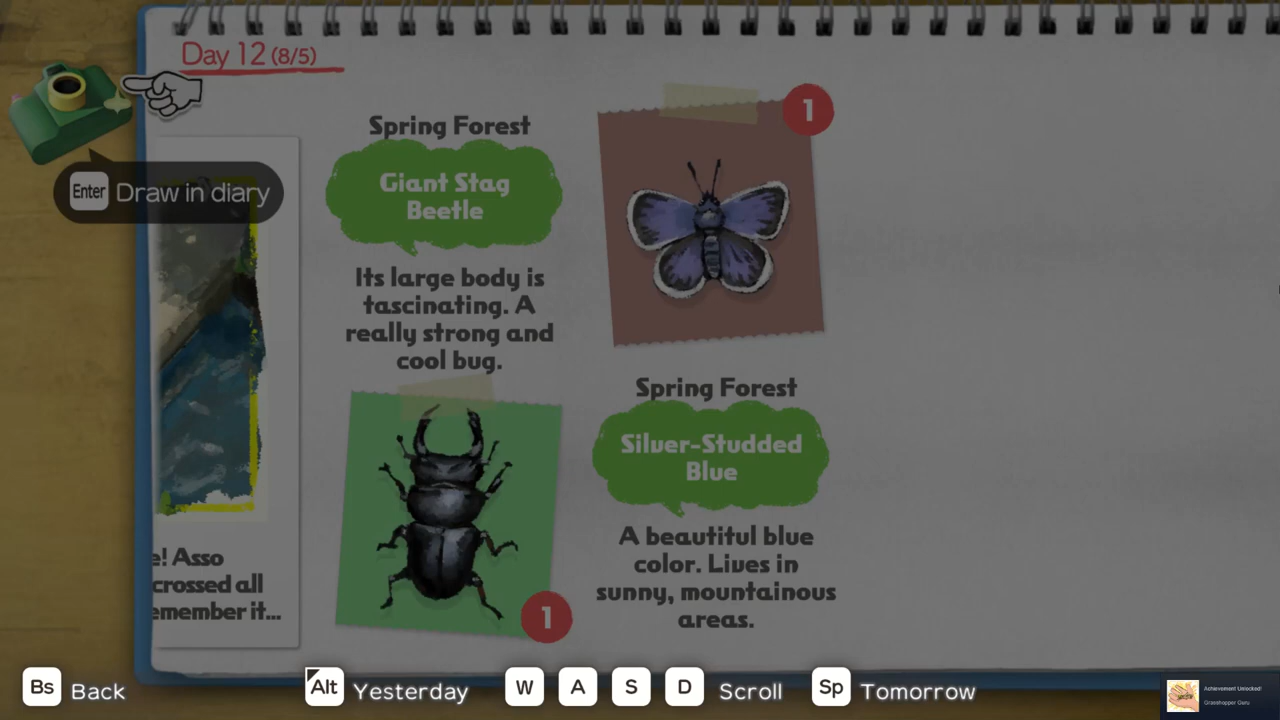 Day 12 (8/5)
Enter Draw in diary
e! Asso
crossed all
emember it...
Spring Forest
Giant Stag
Beetle
Its large body is
fascinating. A
really strong and
cool bug.
1
1
Spring Forest
Silver-Studded
Blue
A beautiful blue
color. Lives in
sunny, mountainous
areas.
Bs Back
Alt Yesterday
W A S D Scroll
Sp Tomorrow
Achievement Unlocked!
Grasshopper Guru